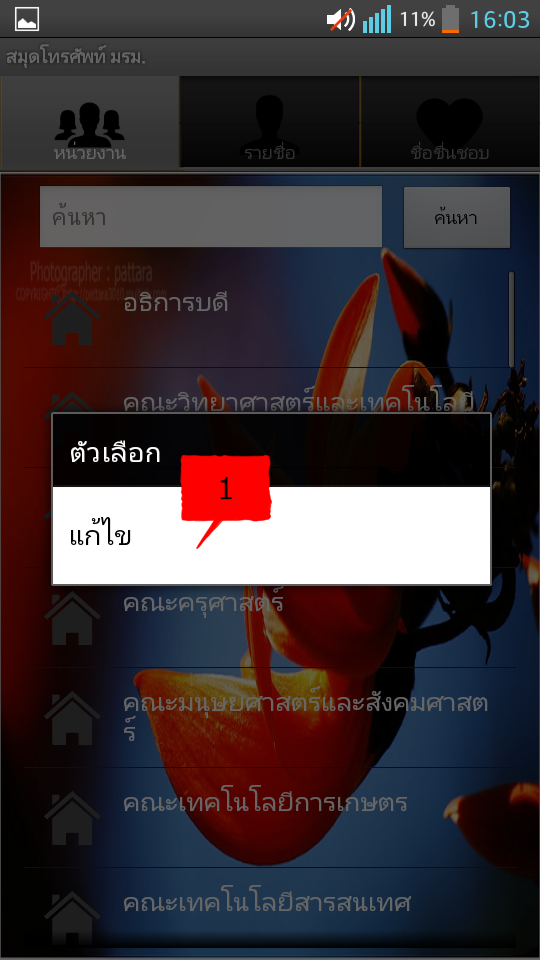 11% 16:03
สมุดโทรศัพท์ มรม.
หน่วยงาน รายชื่อ ชื่อชื่นชอบ
ค้นหา ค้นหา
Photographer : pattara
อธิการบดี
คณะวิทยาศาสตร์และเทคโนโลยี
ตัวเลือก
1
แก้ไข
คณะครุศาสตร์
คณะมนุษยศาสตร์และสังคมศาสต
ร์
คณะเทคโนโลยีการเกษตร
คณะเทคโนโลยีสารสนเทศ